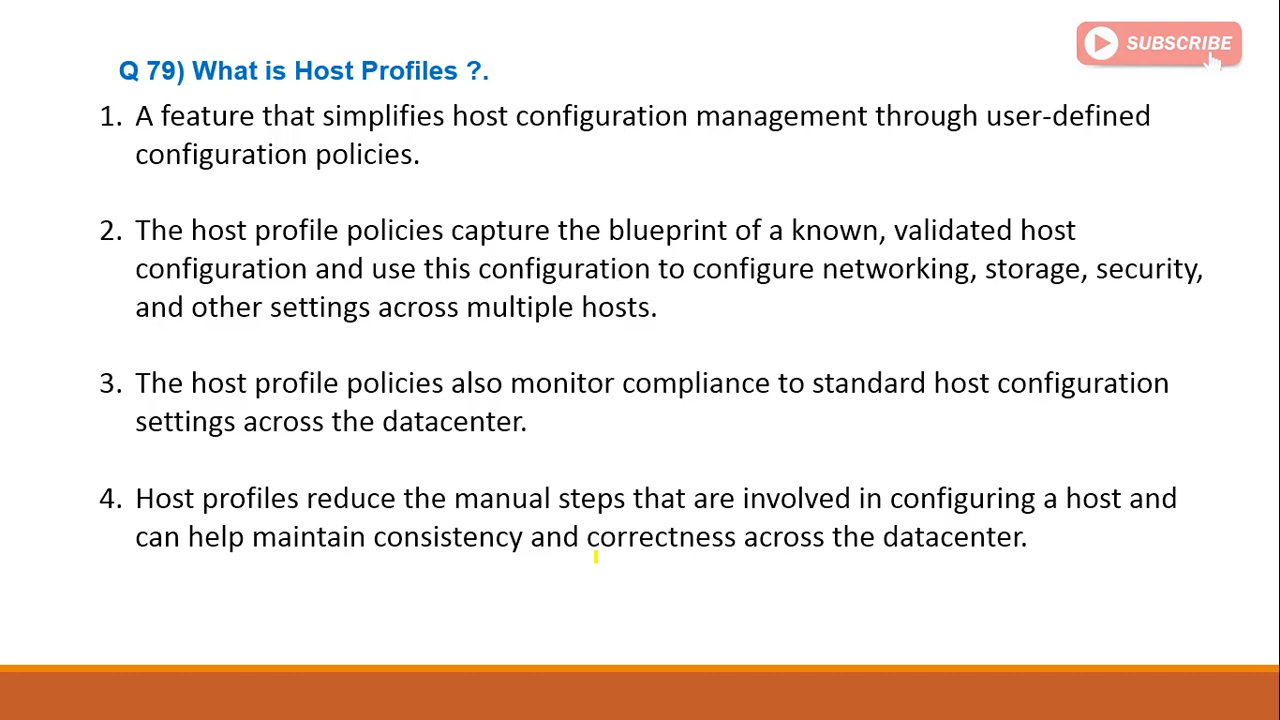 SUBSCRIBE
Q 79) What is Host Profiles ?.
1. A feature that simplifies host configuration management through user-defined
configuration policies.
2. The host profile policies capture the blueprint of a known, validated host
configuration and use this configuration to configure networking, storage, security,
and other settings across multiple hosts.
3. The host profile policies also monitor compliance to standard host configuration
settings across the datacenter.
4. Host profiles reduce the manual steps that are involved in configuring a host and
can help maintain consistency and correctness across the datacenter.